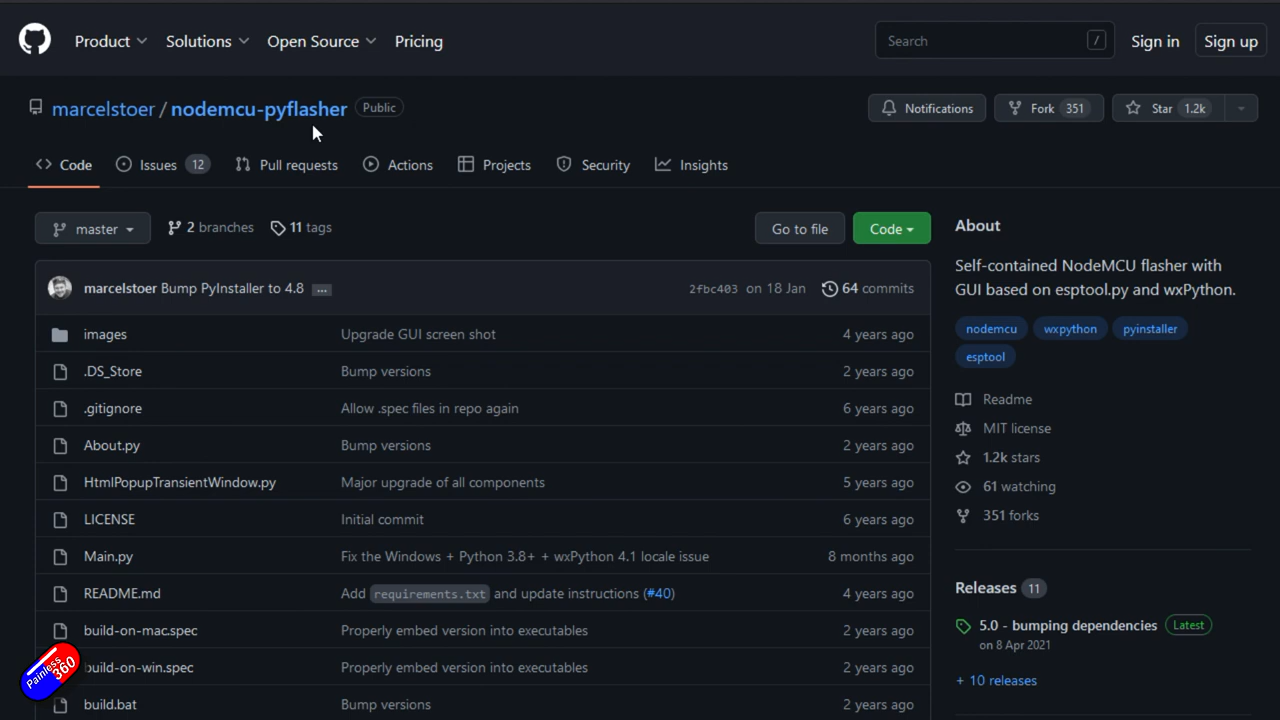 Product Solutions Open Source Pricing Search / Sign in Sign up
marcelstoer / nodemcu-pyflasher Public Notifications Fork 351 Star 1.2k
Code Issues 12 Pull requests Actions Projects Security Insights
master 2 branches 11 tags Go to file Code
marcelstoer Bump PyInstaller to 4.8 ... 2fbc403 on 18 Jan 64 commits
images Upgrade GUI screen shot 4 years ago
.DS_Store Bump versions 2 years ago
.gitignore Allow .spec files in repo again 6 years ago
About.py Bump versions 2 years ago
HtmlPopupTransientWindow.py Major upgrade of all components 5 years ago
LICENSE Initial commit 6 years ago
Main.py Fix the Windows + Python 3.8+ + wxPython 4.1 locale issue 8 months ago
README.md Add requirements.txt and update instructions (#40) 4 years ago
build-on-mac.spec Properly embed version into executables 2 years ago
build-on-win.spec Properly embed version into executables 2 years ago
build.bat Bump versions 2 years ago
About
Self-contained NodeMCU flasher with
GUI based on esptool.py and wxPython.
nodemcu wxpython pyinstaller
esptool
Readme
MIT license
1.2k stars
61 watching
351 forks
Releases 11
5.0 - bumping dependencies Latest
on 8 Apr 2021
+ 10 releases
Painless
360